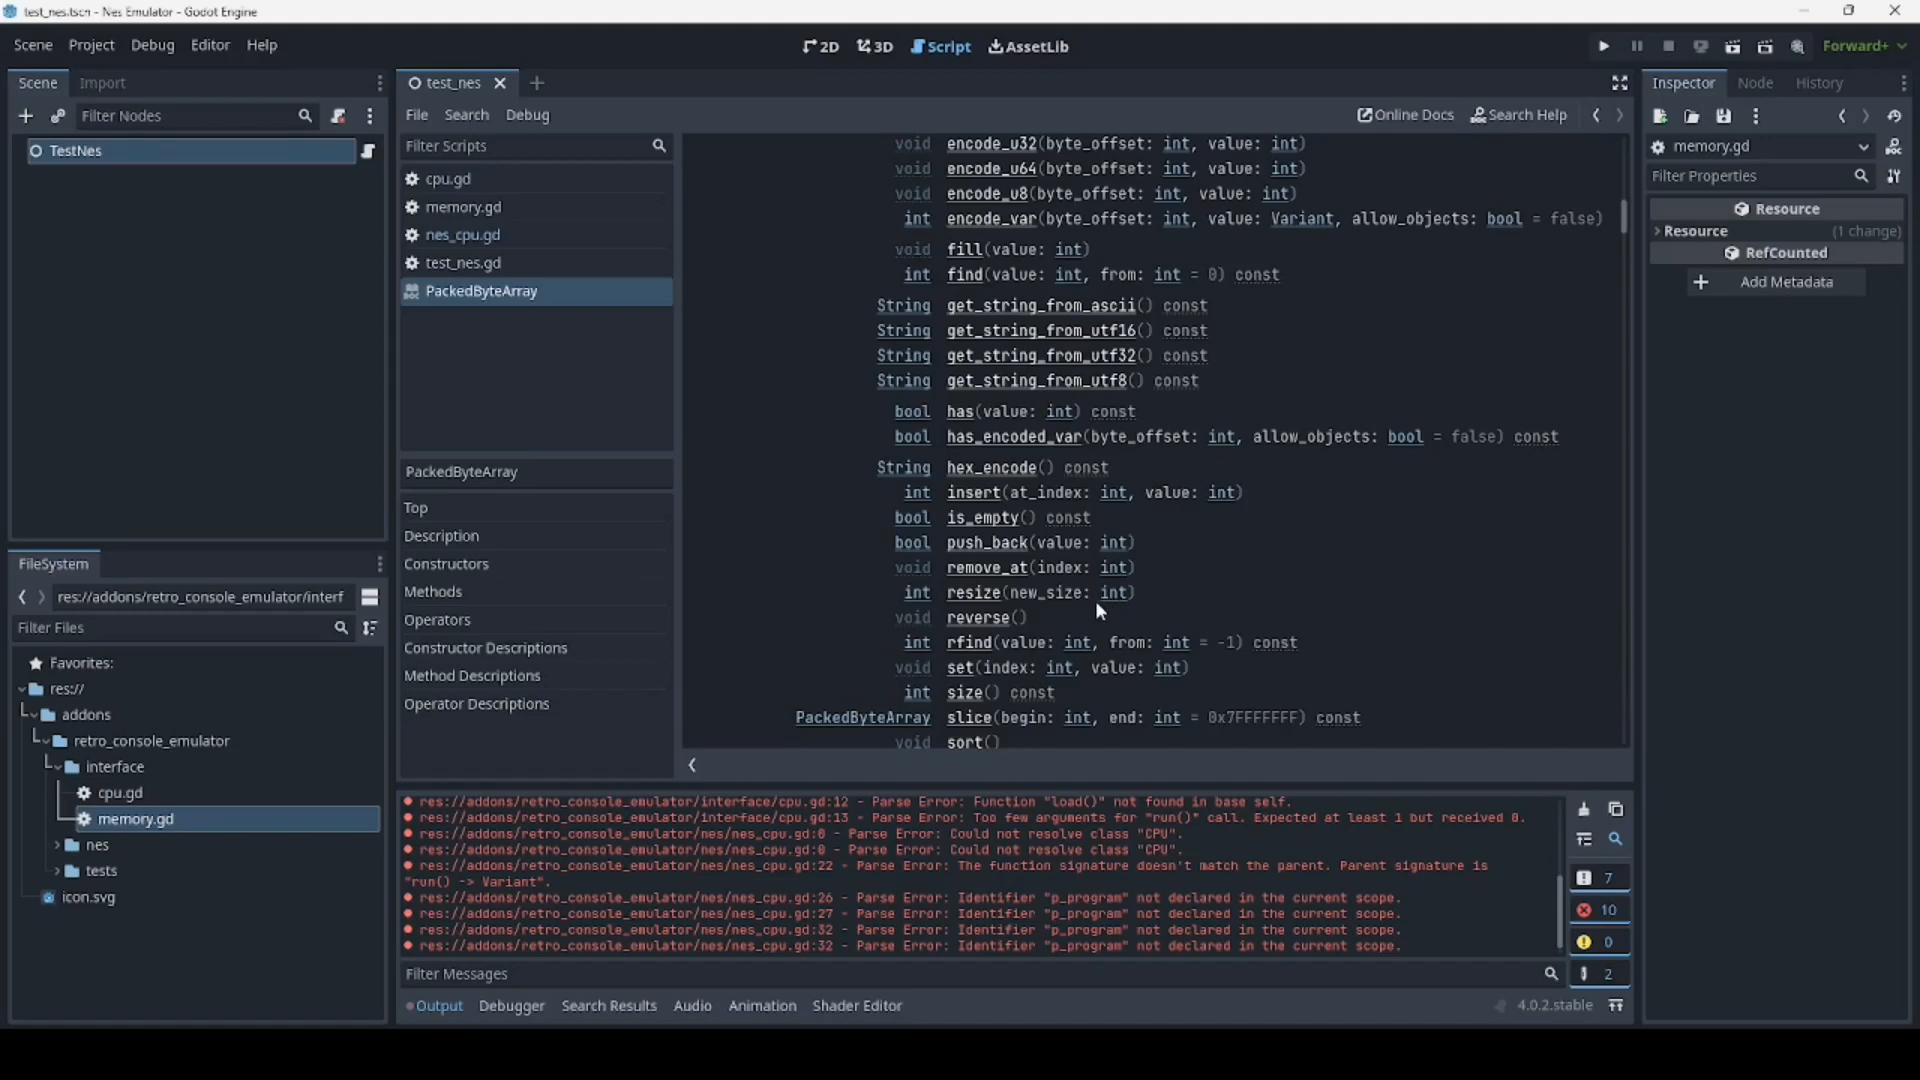 test_nes.tscn - Nes Emulator - Godot Engine
Scene Project Debug Editor Help
2D 3D Script AssetLib
Forward+
Scene Import
Filter Nodes
TestNes
test_nes
File Search Debug
Online Docs Search Help
Filter Scripts
cpu.gd
memory.gd
nes_cpu.gd
test_nes.gd
PackedByteArray
PackedByteArray
Top
Description
Constructors
Methods
Operators
Constructor Descriptions
Method Descriptions
Operator Descriptions
void encode_u32(byte_offset: int, value: int)
void encode_u64(byte_offset: int, value: int)
void encode_u8(byte_offset: int, value: int)
int encode_var(byte_offset: int, value: Variant, allow_objects: bool = false)
void fill(value: int)
int find(value: int, from: int = 0) const
String get_string_from_ascii() const
String get_string_from_utf16() const
String get_string_from_utf32() const
String get_string_from_utf8() const
bool has(value: int) const
bool has_encoded_var(byte_offset: int, allow_objects: bool = false) const
String hex_encode() const
int insert(at_index: int, value: int)
bool is_empty() const
bool push_back(value: int)
void remove_at(index: int)
int resize(new_size: int)
void reverse()
int rfind(value: int, from: int = -1) const
void set(index: int, value: int)
int size() const
PackedByteArray slice(begin: int, end: int = 0x7FFFFFFF) const
void sort()
Inspector Node History
memory.gd
Filter Properties
Resource
Resource (1 change)
RefCounted
Add Metadata
FileSystem
res://addons/retro_console_emulator/interf
Filter Files
Favorites:
res://
addons
retro_console_emulator
interface
cpu.gd
memory.gd
nes
tests
icon.svg
res://addons/retro_console_emulator/interface/cpu.gd:12 - Parse Error: Function "load()" not found in base self.
res://addons/retro_console_emulator/interface/cpu.gd:13 - Parse Error: Too few arguments for "run()" call. Expected at least 1 but received 0.
res://addons/retro_console_emulator/nes/nes_cpu.gd:0 - Parse Error: Could not resolve class "CPU".
res://addons/retro_console_emulator/nes/nes_cpu.gd:0 - Parse Error: Could not resolve class "CPU".
res://addons/retro_console_emulator/nes/nes_cpu.gd:22 - Parse Error: The function signature doesn't match the parent. Parent signature is
"run() -> Variant".
res://addons/retro_console_emulator/nes/nes_cpu.gd:26 - Parse Error: Identifier "p_program" not declared in the current scope.
res://addons/retro_console_emulator/nes/nes_cpu.gd:27 - Parse Error: Identifier "p_program" not declared in the current scope.
res://addons/retro_console_emulator/nes/nes_cpu.gd:32 - Parse Error: Identifier "p_program" not declared in the current scope.
res://addons/retro_console_emulator/nes/nes_cpu.gd:32 - Parse Error: Identifier "p_program" not declared in the current scope.
7
10
0
2
Filter Messages
Output Debugger Search Results Audio Animation Shader Editor
4.0.2.stable